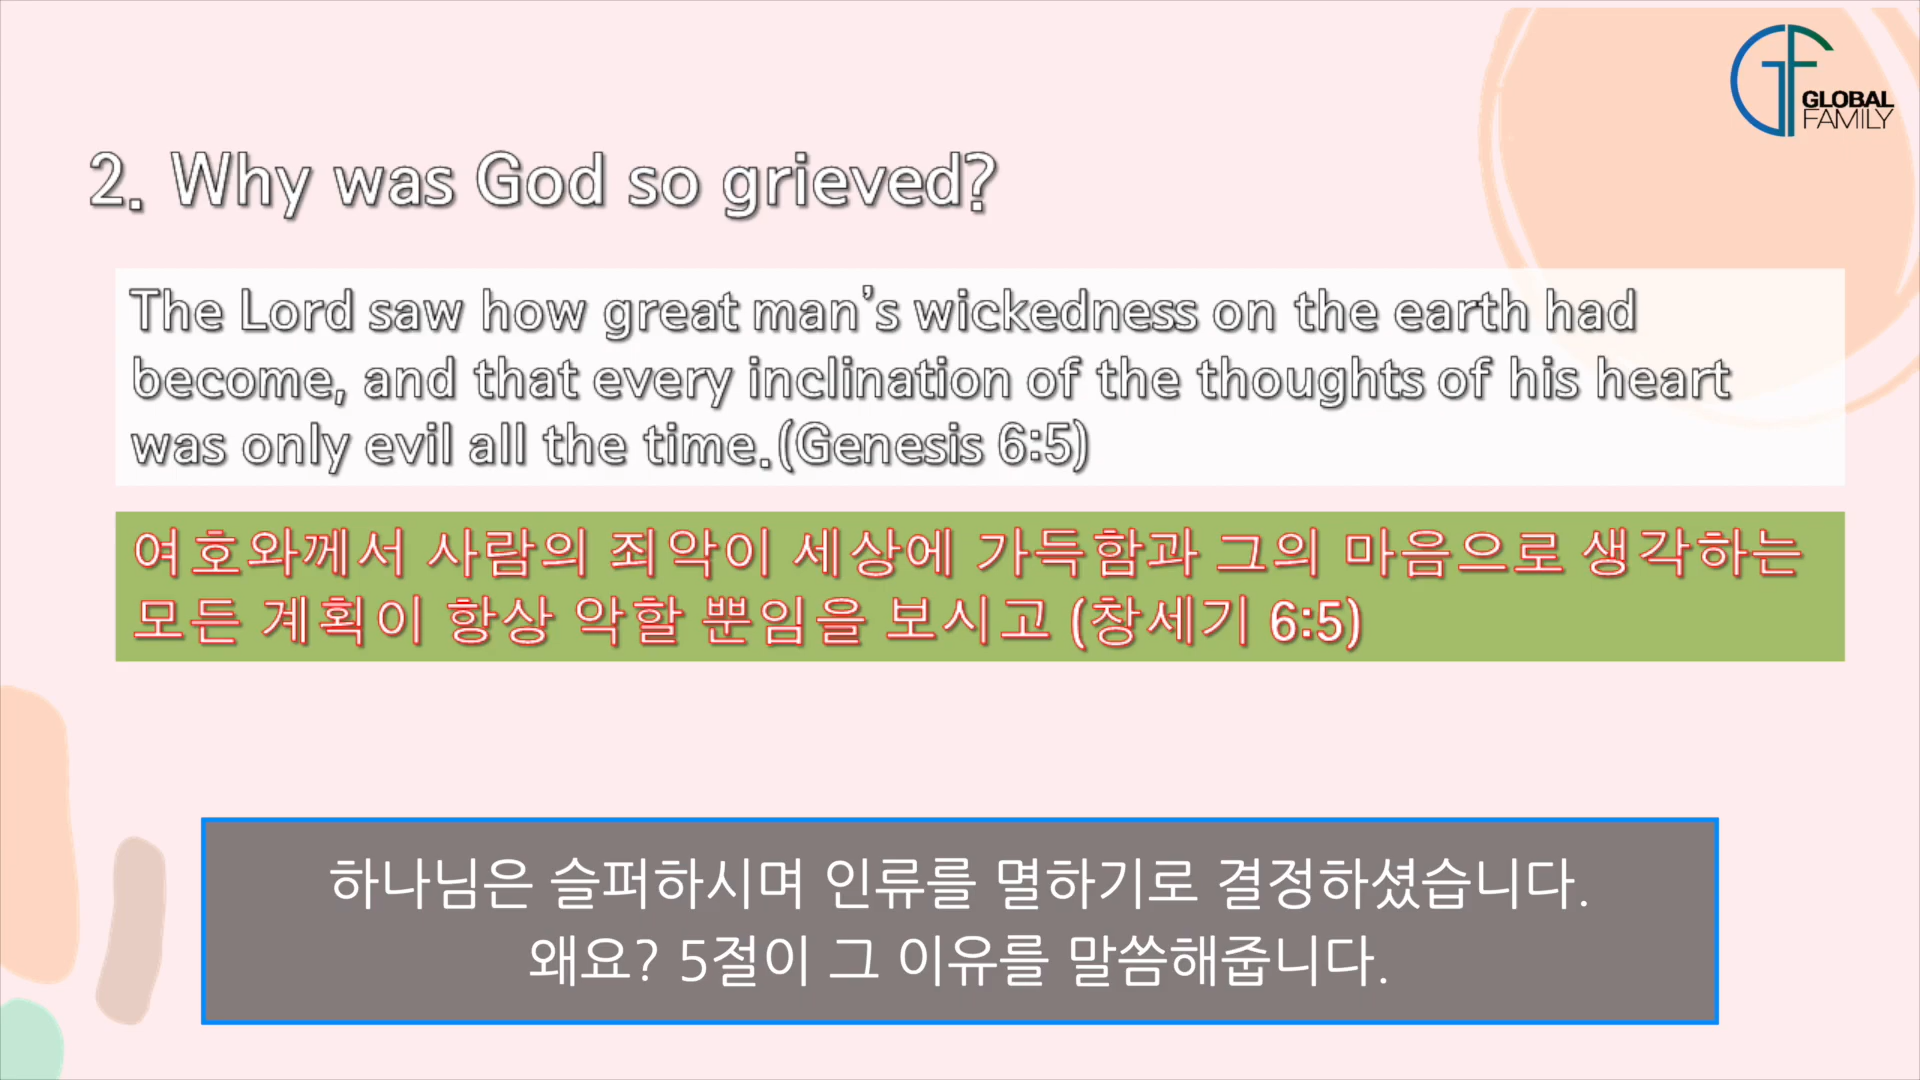 GLOBAL
FAMILY
2. Why was God so grieved?
The Lord saw how great man’s wickedness on the earth had
become, and that every inclination of the thoughts of his heart
was only evil all the time.(Genesis 6:5)
여호와께서 사람의 죄악이 세상에 가득함과 그의 마음으로 생각하는
모든 계획이 항상 악할 뿐임을 보시고 (창세기 6:5)
하나님은 슬퍼하시며 인류를 멸하기로 결정하셨습니다.
왜요? 5절이 그 이유를 말씀해줍니다.